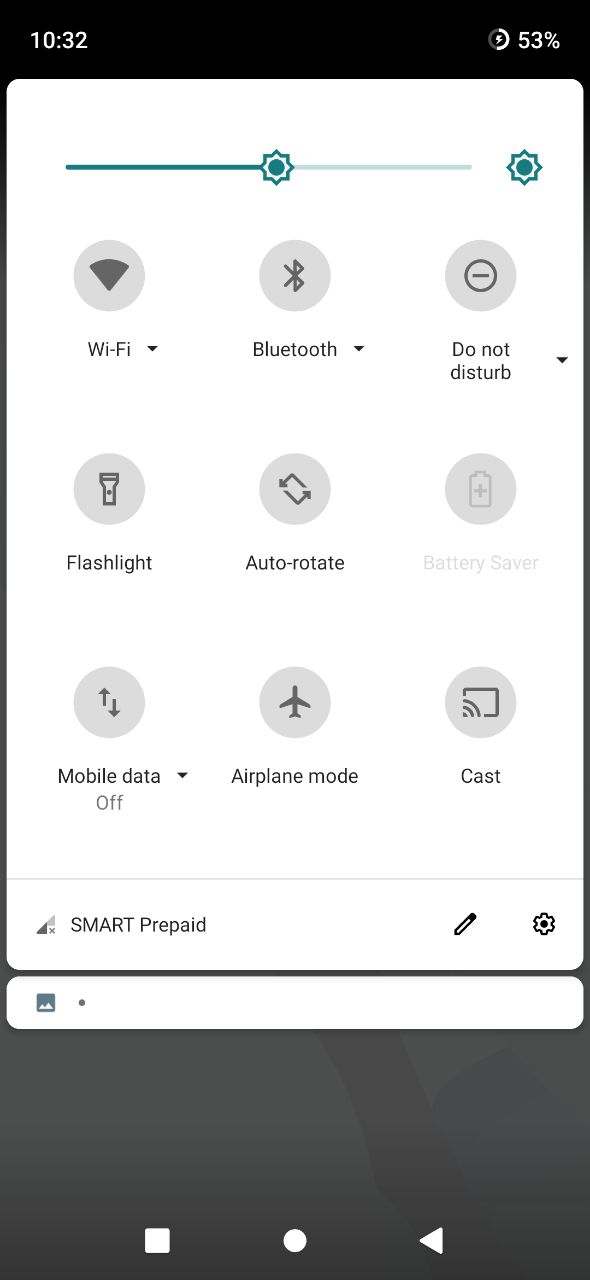 10:32
53%
Wi-Fi
Bluetooth
Do not
disturb
Flashlight
Auto-rotate
Battery Saver
Mobile data
Off
Airplane mode
Cast
SMART Prepaid